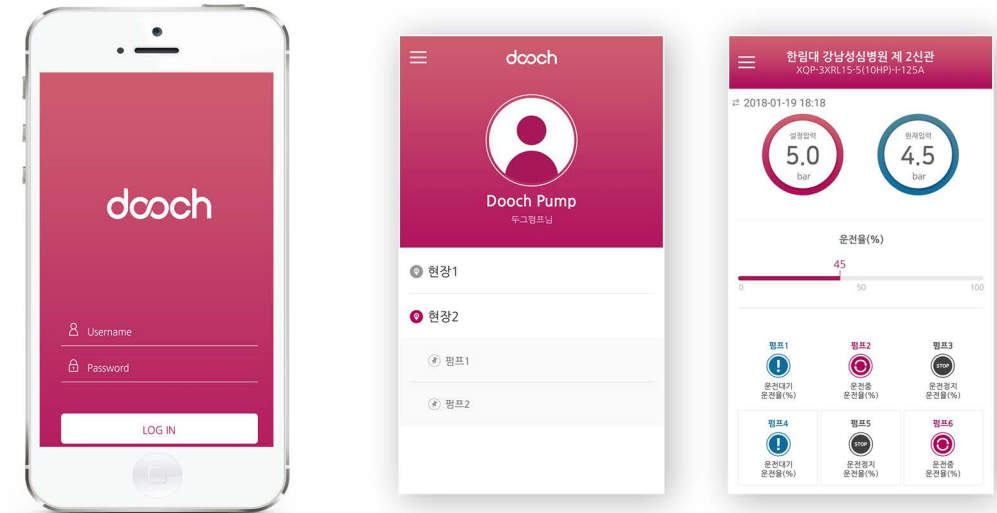 dooch
Username
Password
LOG IN
dooch
Dooch Pump
두그펌프님
현장1
현장2
펌프1
펌프2
한림대 강남성심병원 제 2신관
XQP-3XRL15-5(10HP)-I-125A
2018-01-19 18:18
설정압력
5.0
bar
현재압력
4.5
bar
운전율(%)
45
0 50 100
펌프1 펌프2 펌프3
STOP
운전대기 운전중 운전정지
운전율(%) 운전율(%) 운전율(%)
펌프4 펌프5 펌프6
STOP
운전대기 운전정지 운전중
운전율(%) 운전율(%) 운전율(%)